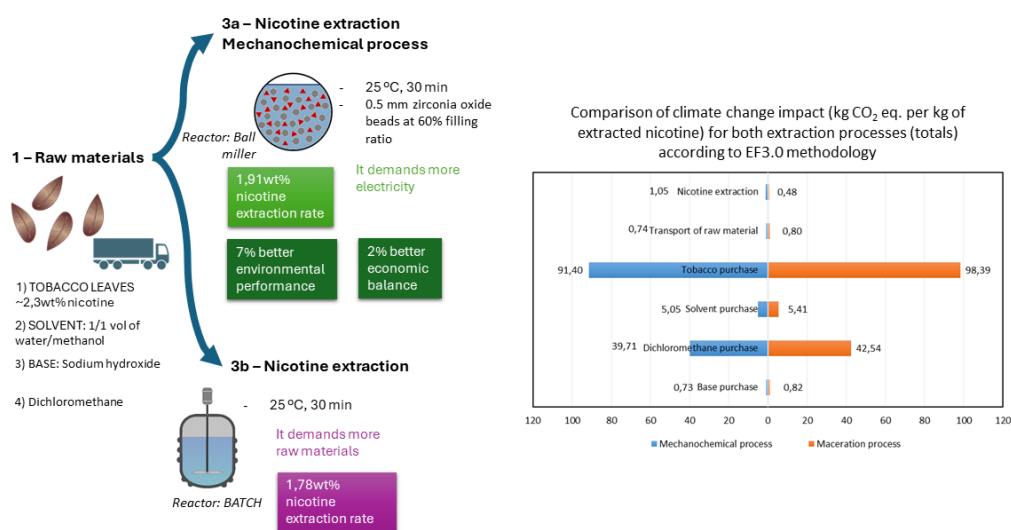 3a – Nicotine extraction
Mechanochemical process
- 25 ºC, 30 min
- 0.5 mm zirconia oxide
beads at 60% filling
ratio
Reactor: Ball
miller
1 – Raw materials
1,91wt%
nicotine
extraction rate
It demands more
electricity
7% better
environmental
performance
2% better
economic
balance
1) TOBACCO LEAVES
~2,3wt% nicotine
2) SOLVENT: 1/1 vol of
water/methanol
3) BASE: Sodium hydroxide
4) Dichloromethane
3b – Nicotine extraction
- 25 ºC, 30 min
It demands more
raw materials
Reactor: BATCH
1,78wt%
nicotine
extraction rate
Comparison of climate change impact (kg CO2 eq. per kg of
extracted nicotine) for both extraction processes (totals)
according to EF3.0 methodology
1,05 Nicotine extraction 0,48
0,74 Transport of raw material 0,80
91,40 Tobacco purchase 98,39
5,05 Solvent purchase 5,41
39,71 Dichloromethane purchase 42,54
0,73 Base purchase 0,82
120 100 80 60 40 20 0 20 40 60 80 100 120
Mechanochemical process Maceration process